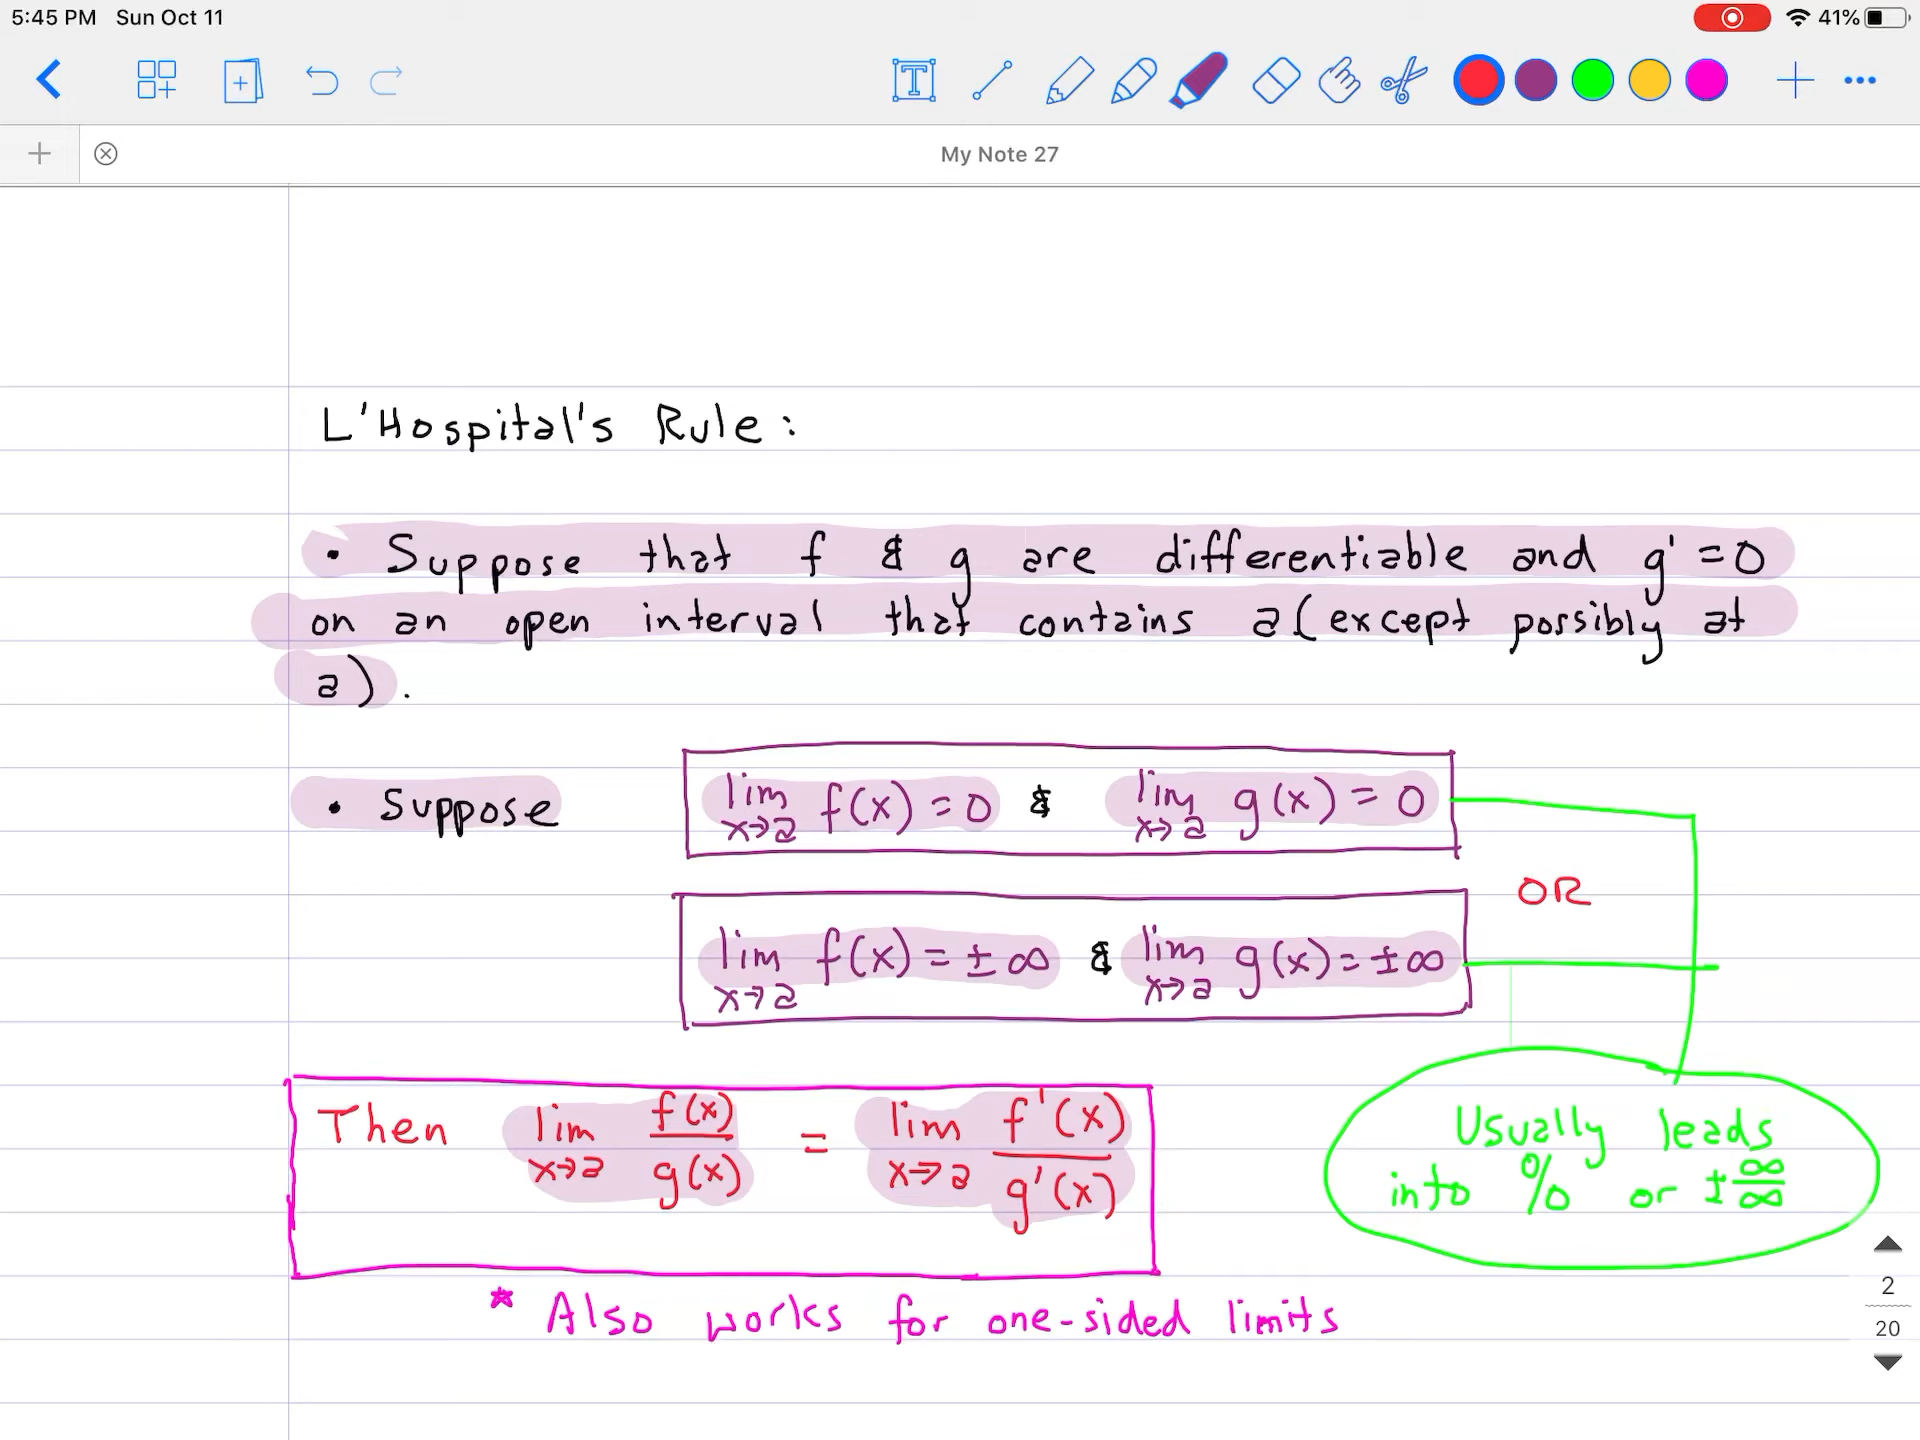 5:45 PM Sun Oct 11
41%
T
My Note 27
L'Hospital's Rule:
• Suppose that f & g are differentiable and g' = 0
on an open interval that contains a (except possibly at
a).
• Suppose lim x→a f(x) = 0 & lim x→a g(x) = 0
OR
lim x→a f(x) = ± ∞ & lim x→a g(x) = ±∞
Then lim x→a f(x)/g(x) = lim x→a f'(x)/g'(x)
Usually leads
into 0/0 or ± ∞/∞
* Also works for one-sided limits
2
20